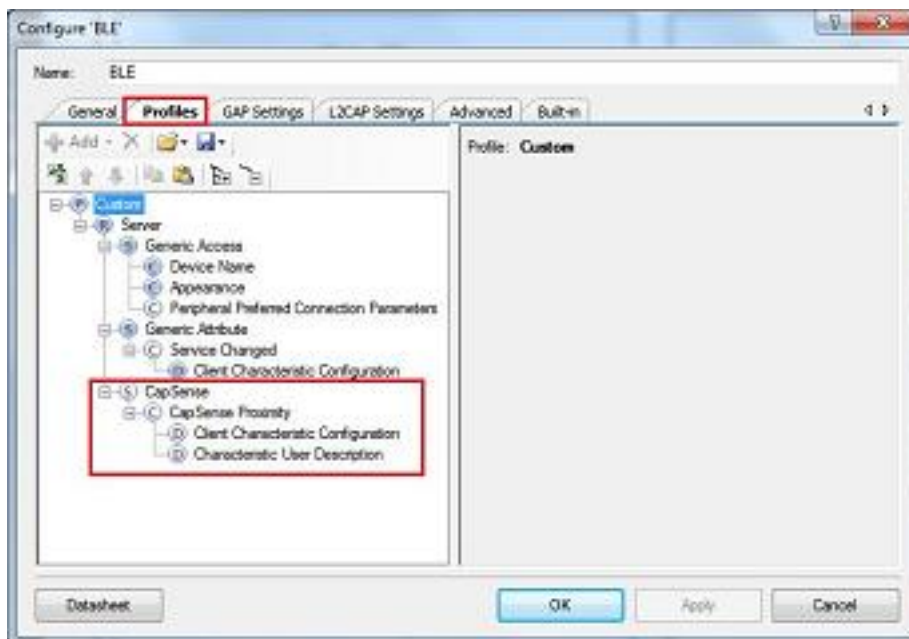 Configure 'BLE'
Name: BLE
General Profiles GAP Settings L2CAP Settings Advanced Built-in
Add
Profile: Custom
P Custom
R Server
S Generic Access
C Device Name
C Appearance
C Peripheral Preferred Connection Parameters
S Generic Attribute
C Service Changed
D Client Characteristic Configuration
S CapSense
C CapSense Proximity
D Client Characteristic Configuration
D Characteristic User Description
Datasheet OK Apply Cancel